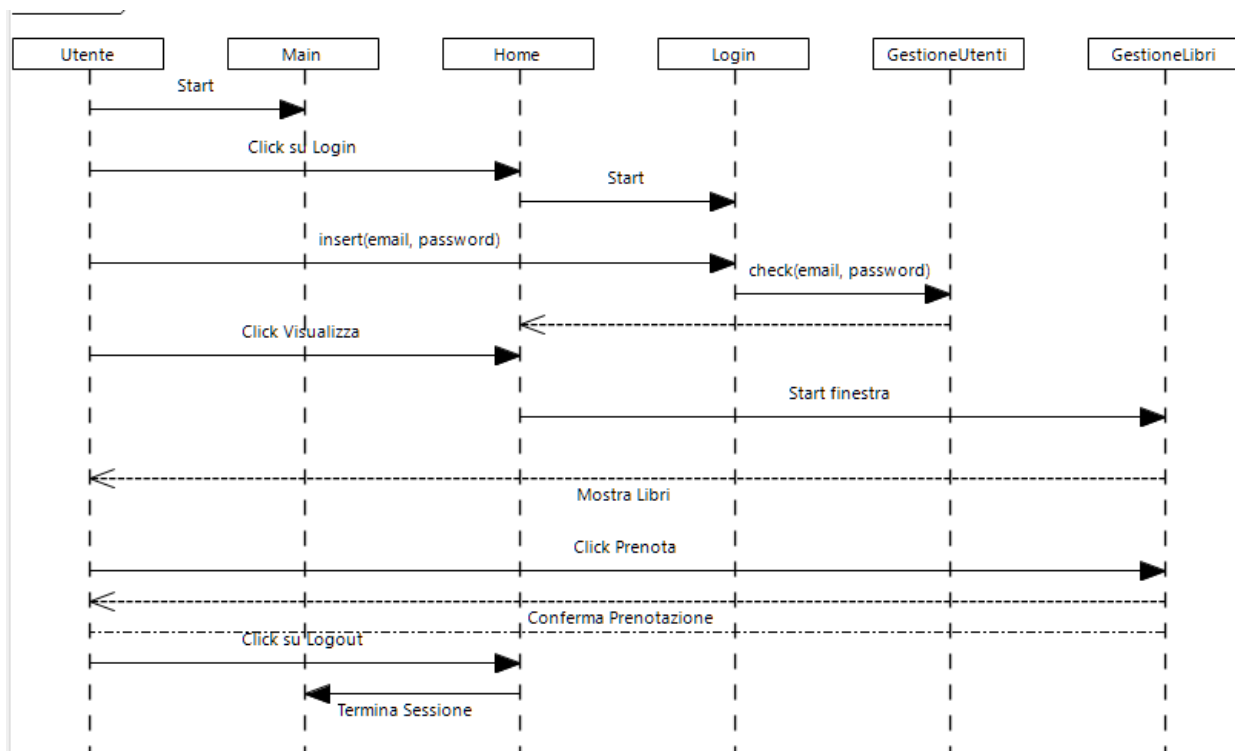 Utente
Main
Home
Login
GestioneUtenti
GestioneLibri
Start
Click su Login
Start
insert(email, password)
check(email, password)
Click Visualizza
Start finestra
Mostra Libri
Click Prenota
Conferma Prenotazione
Click su Logout
Termina Sessione